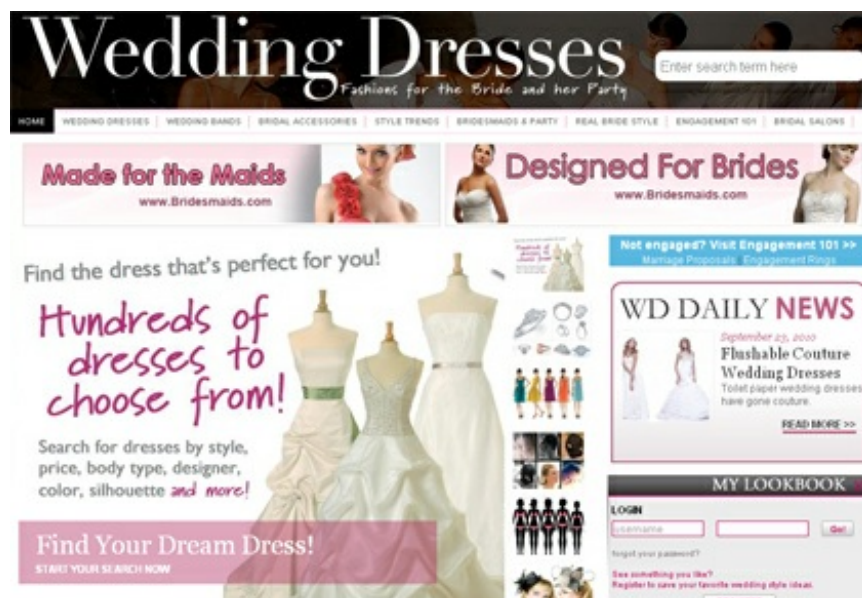 Wedding Dresses
Fashions for the Bride and her Party
Enter search term here
HOME WEDDING DRESSES WEDDING BANDS BRIDAL ACCESSORIES STYLE TRENDS BRIDESMAIDS & PARTY REAL BRIDE STYLE ENGAGEMENT 101 BRIDAL SALONS
Made for the Maids
www.Bridesmaids.com
Designed For Brides
www.Bridesmaids.com
Find the dress that's perfect for you!
Hundreds of
dresses to
choose from!
Search for dresses by style,
price, body type, designer,
color, silhouette and more!
Find Your Dream Dress!
START YOUR SEARCH NOW
Not engaged? Visit Engagement 101 >>
Marriage Proposals Engagement Rings
WD DAILY NEWS
September 23, 2010
Flushable Couture
Wedding Dresses
Toilet paper wedding dresses
have gone couture.
READ MORE >>
MY LOOKBOOK
LOGIN
username
Go!
forgot your password?
See something you like?
Register to save your favorite wedding style ideas.